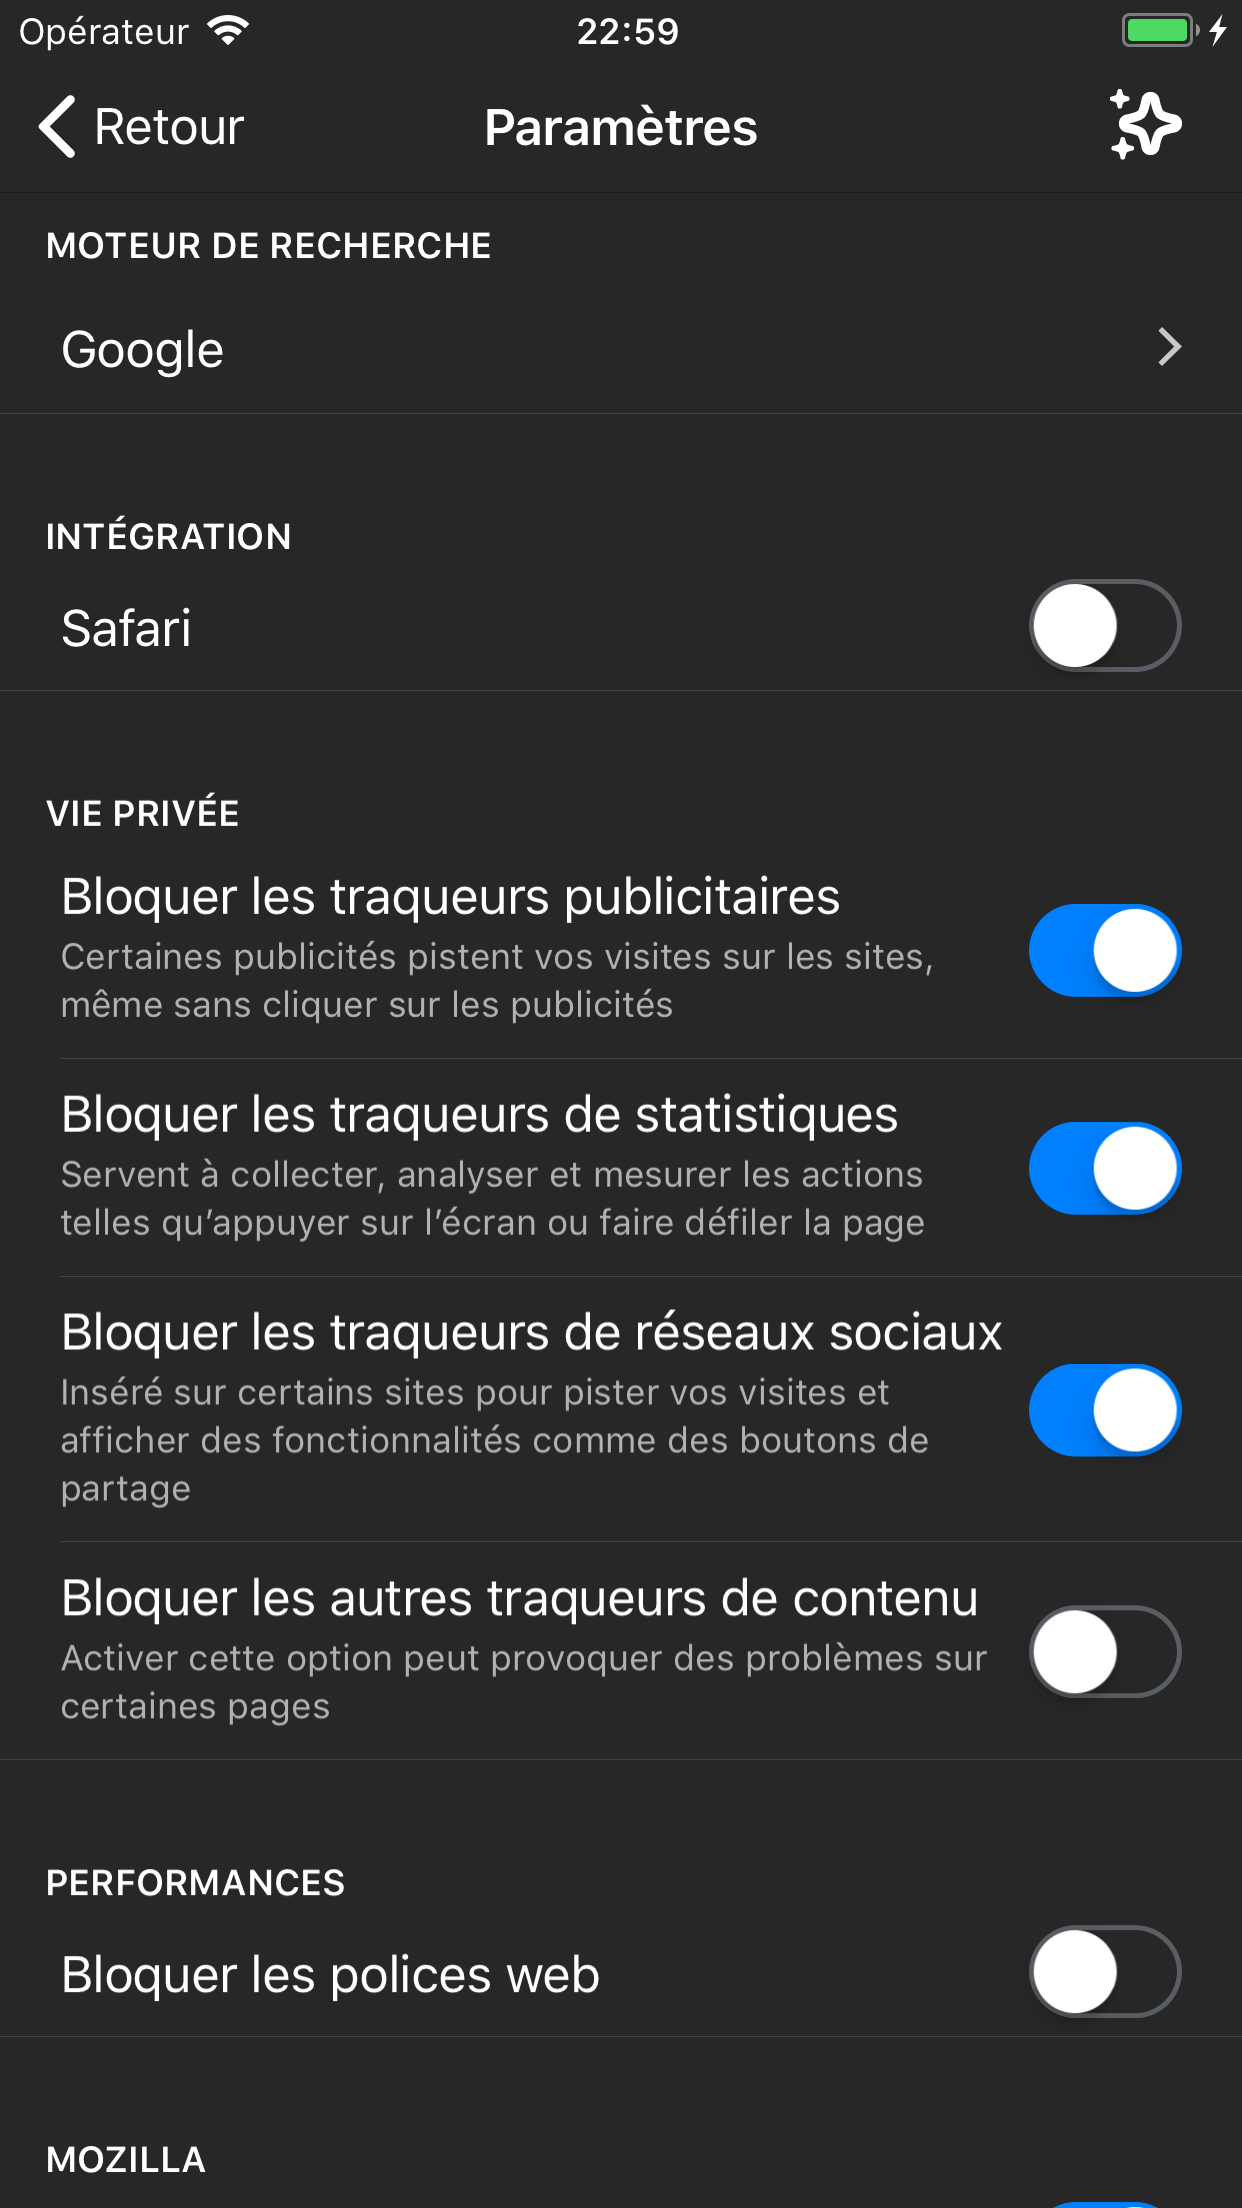 Opérateur 22:59
Retour Paramètres
MOTEUR DE RECHERCHE
Google
INTÉGRATION
Safari
VIE PRIVÉE
Bloquer les traqueurs publicitaires
Certaines publicités pistent vos visites sur les sites,
même sans cliquer sur les publicités
Bloquer les traqueurs de statistiques
Servent à collecter, analyser et mesurer les actions
telles qu’appuyer sur l’écran ou faire défiler la page
Bloquer les traqueurs de réseaux sociaux
Inséré sur certains sites pour pister vos visites et
afficher des fonctionnalités comme des boutons de
partage
Bloquer les autres traqueurs de contenu
Activer cette option peut provoquer des problèmes sur
certaines pages
PERFORMANCES
Bloquer les polices web
MOZILLA